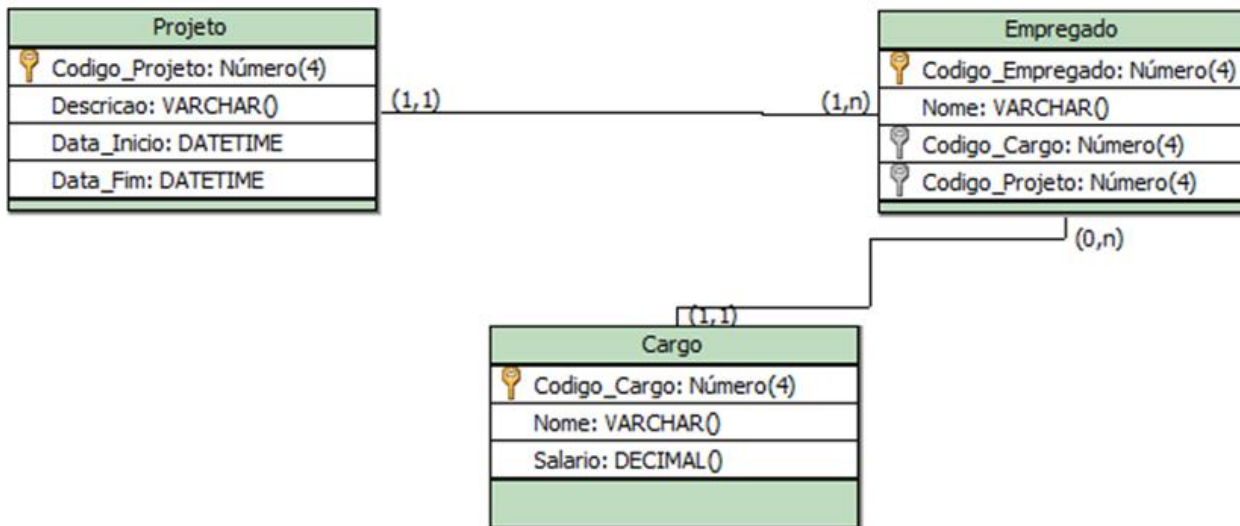 Projeto
Codigo_Projeto: Número(4)
Descricao: VARCHAR()
Data_Inicio: DATETIME
Data_Fim: DATETIME
(1,1)
(1,n)
Empregado
Codigo_Empregado: Número(4)
Nome: VARCHAR()
Codigo_Cargo: Número(4)
Codigo_Projeto: Número(4)
(0,n)
(1,1)
Cargo
Codigo_Cargo: Número(4)
Nome: VARCHAR()
Salario: DECIMAL()